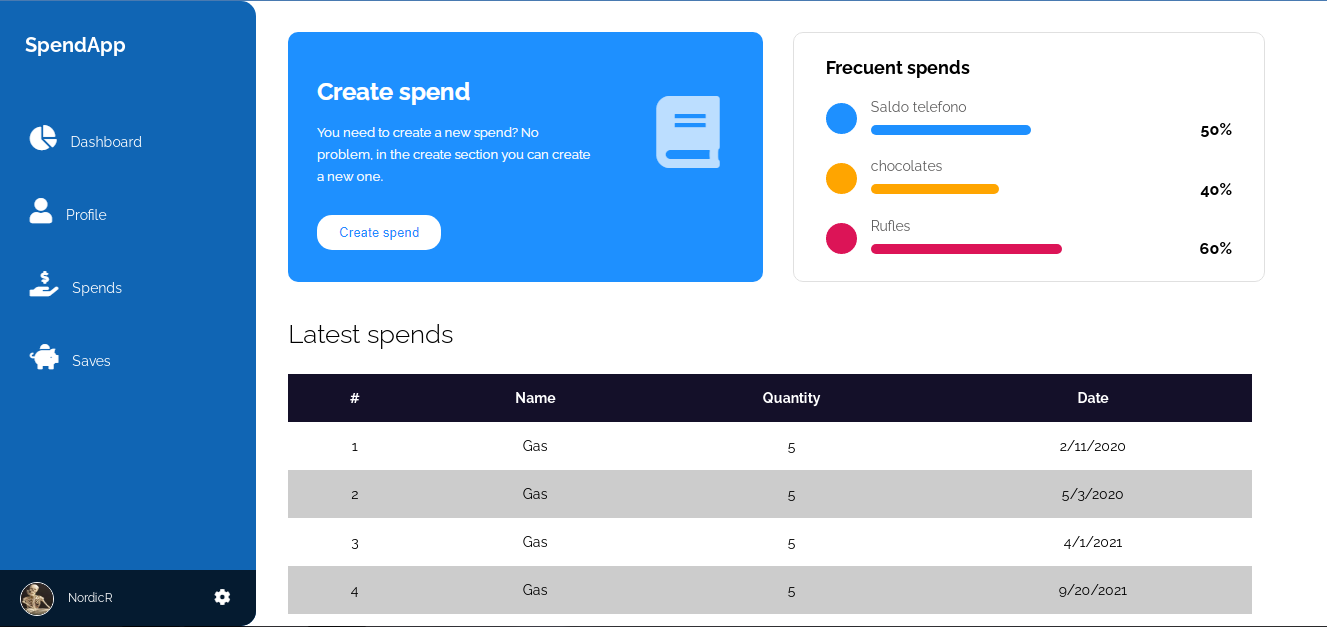 SpendApp
Dashboard
Profile
Spends
Saves
NordicR
Create spend
You need to create a new spend? No
problem, in the create section you can create
a new one.
Create spend
Frecuent spends
Saldo telefono
50%
chocolates
40%
Rufles
60%
Latest spends
# Name Quantity Date
1 Gas 5 2/11/2020
2 Gas 5 5/3/2020
3 Gas 5 4/1/2021
4 Gas 5 9/20/2021